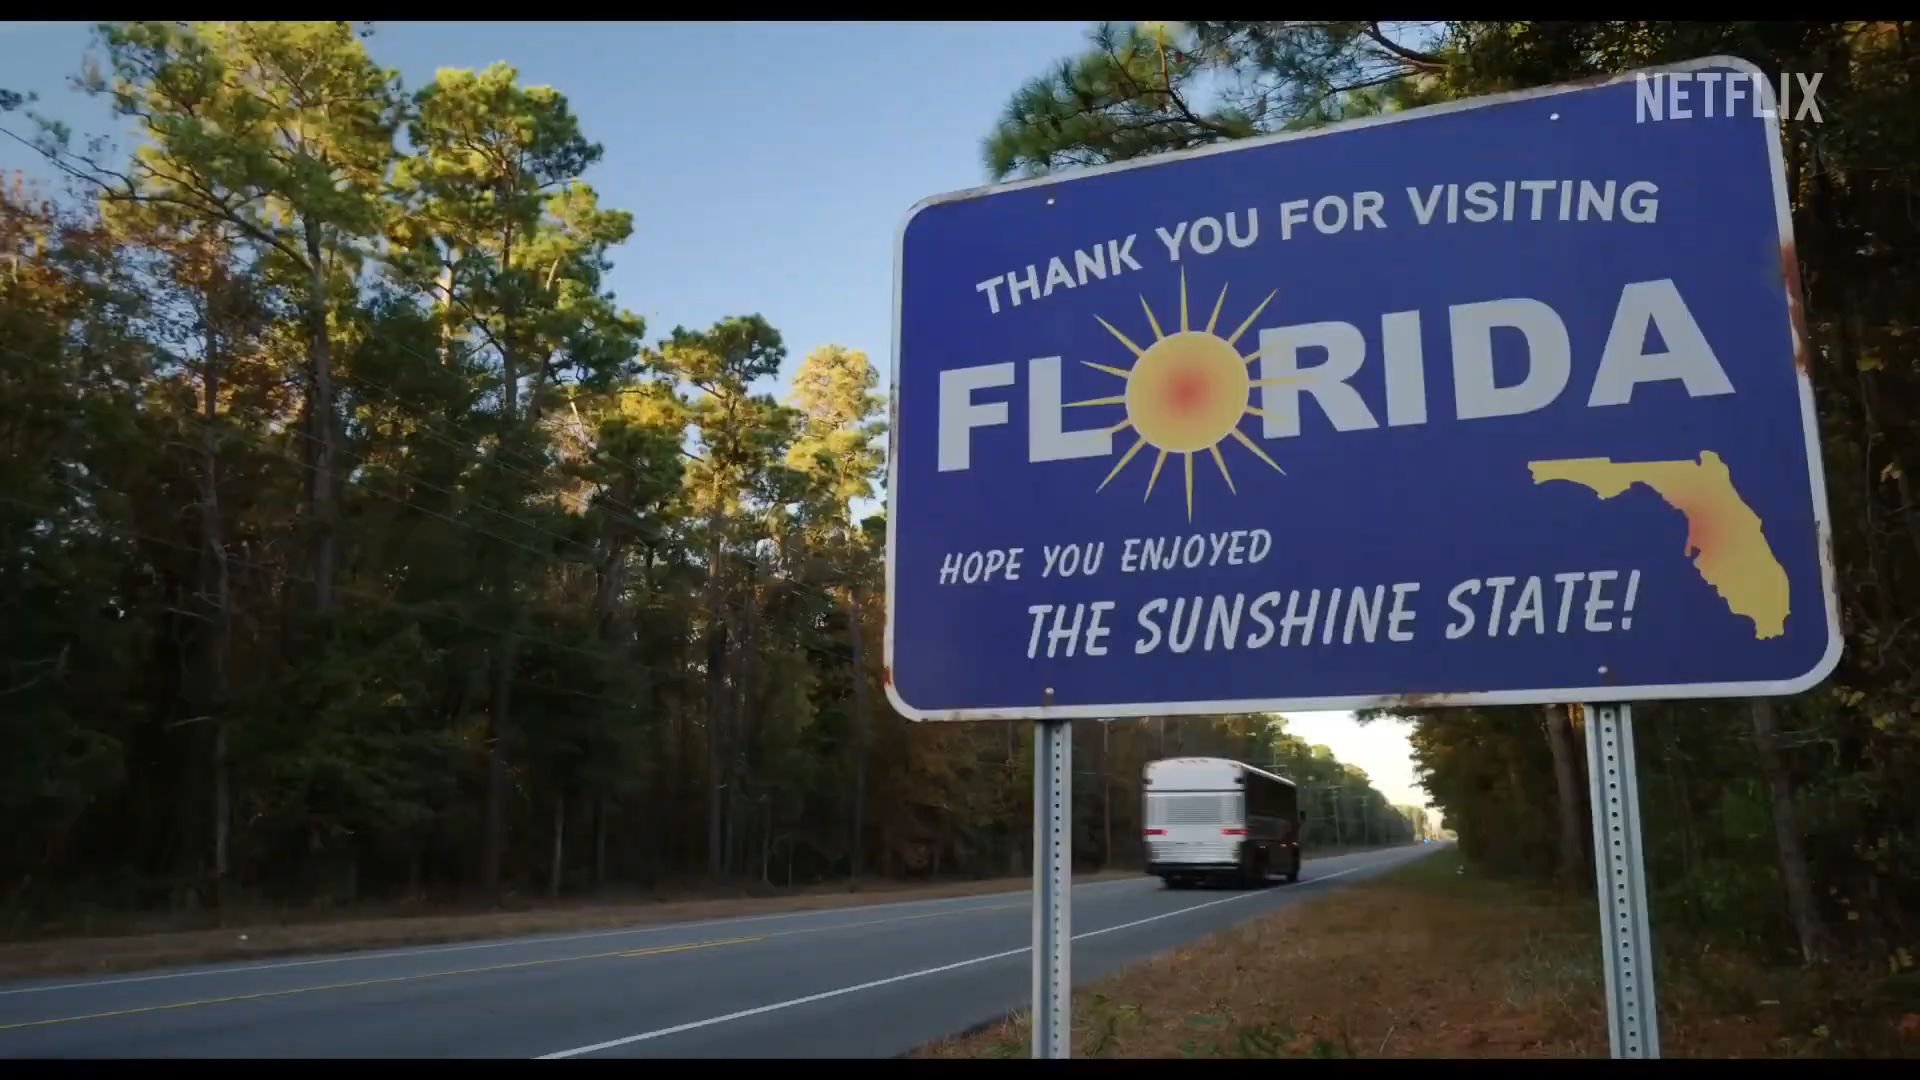 NETFLIX
THANK YOU FOR VISITING
FLORIDA
HOPE YOU ENJOYED
THE SUNSHINE STATE!